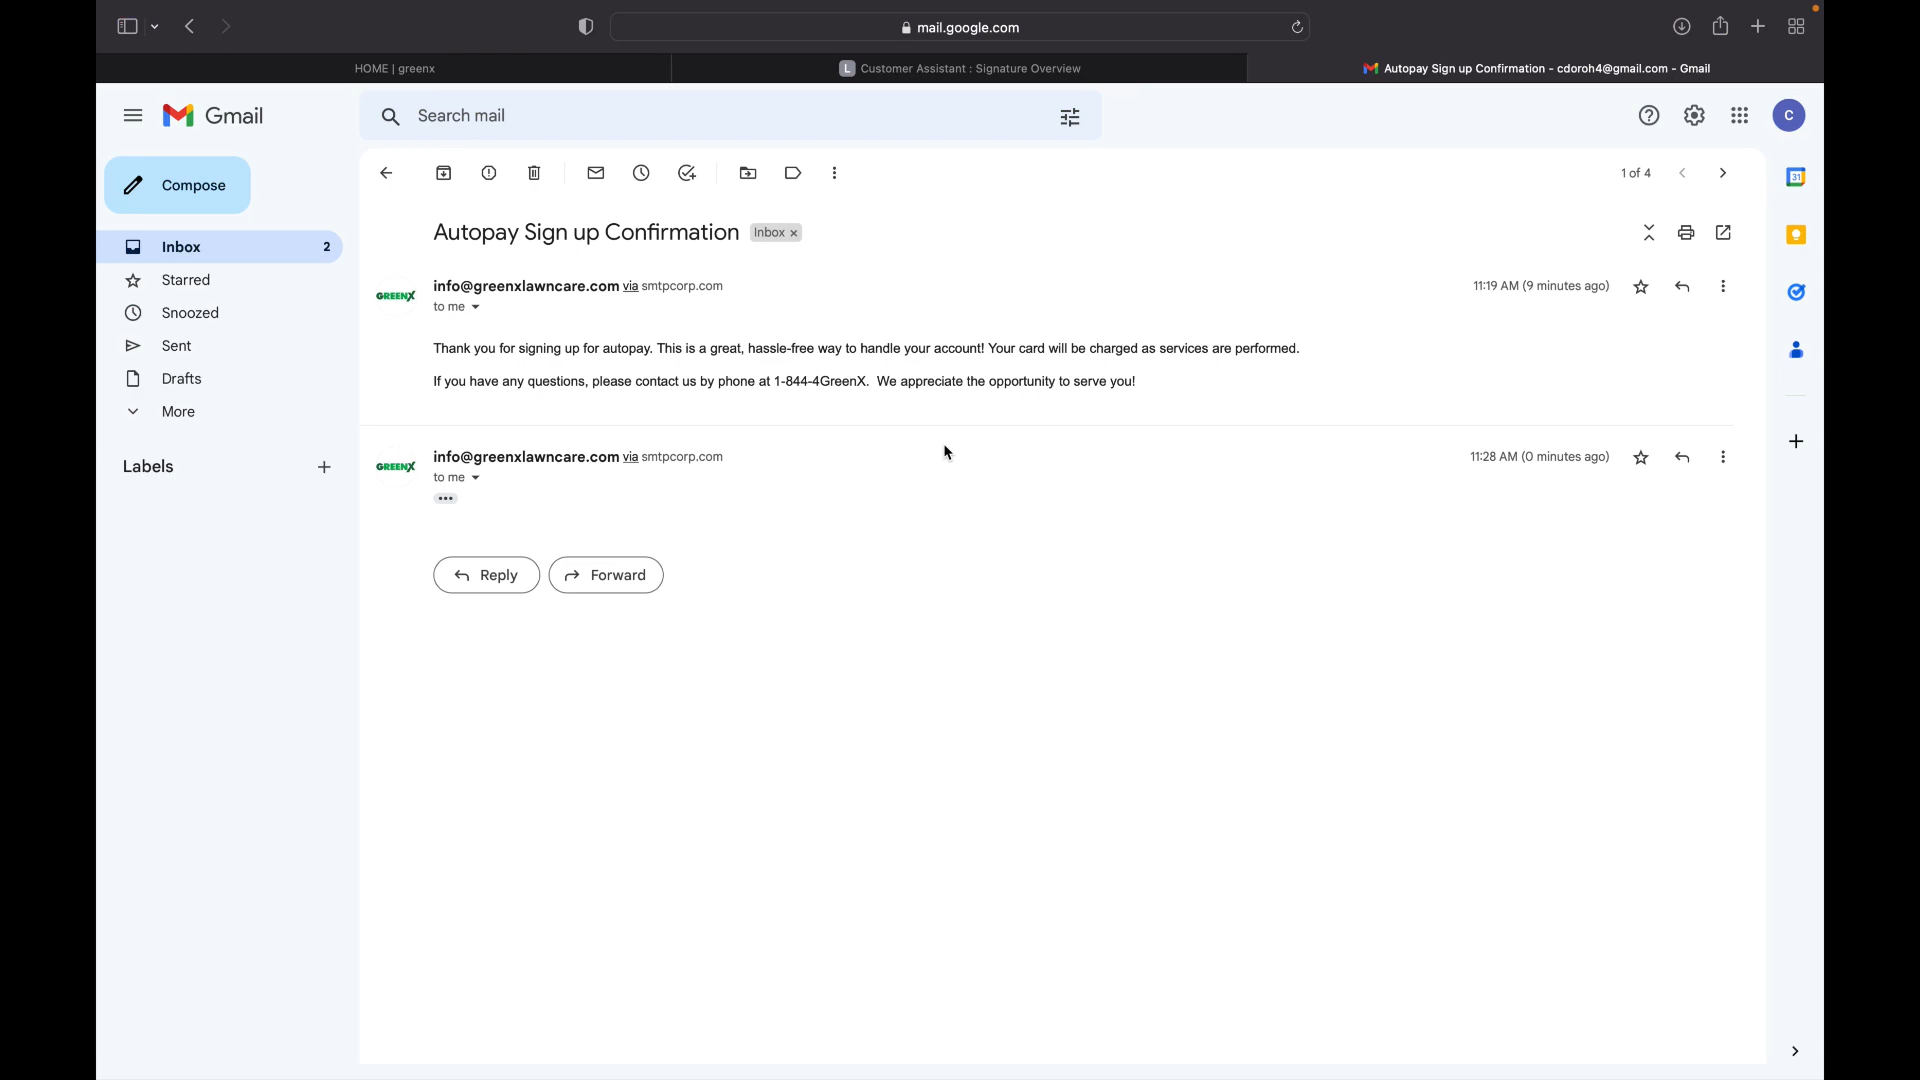 mail.google.com
HOME | greenx
L Customer Assistant : Signature Overview
Autopay Sign up Confirmation - cdoroh4@gmail.com - Gmail
Gmail
Search mail
C
Compose
1 of 4
31
Inbox 2
Starred
Snoozed
Sent
Drafts
More
Labels
Autopay Sign up Confirmation Inbox ×
GREENX
info@greenxlawncare.com via smtpcorp.com
11:19 AM (9 minutes ago)
to me
Thank you for signing up for autopay. This is a great, hassle-free way to handle your account! Your card will be charged as services are performed.
If you have any questions, please contact us by phone at 1-844-4GreenX.  We appreciate the opportunity to serve you!
GREENX
info@greenxlawncare.com via smtpcorp.com
11:28 AM (0 minutes ago)
to me
Reply
Forward